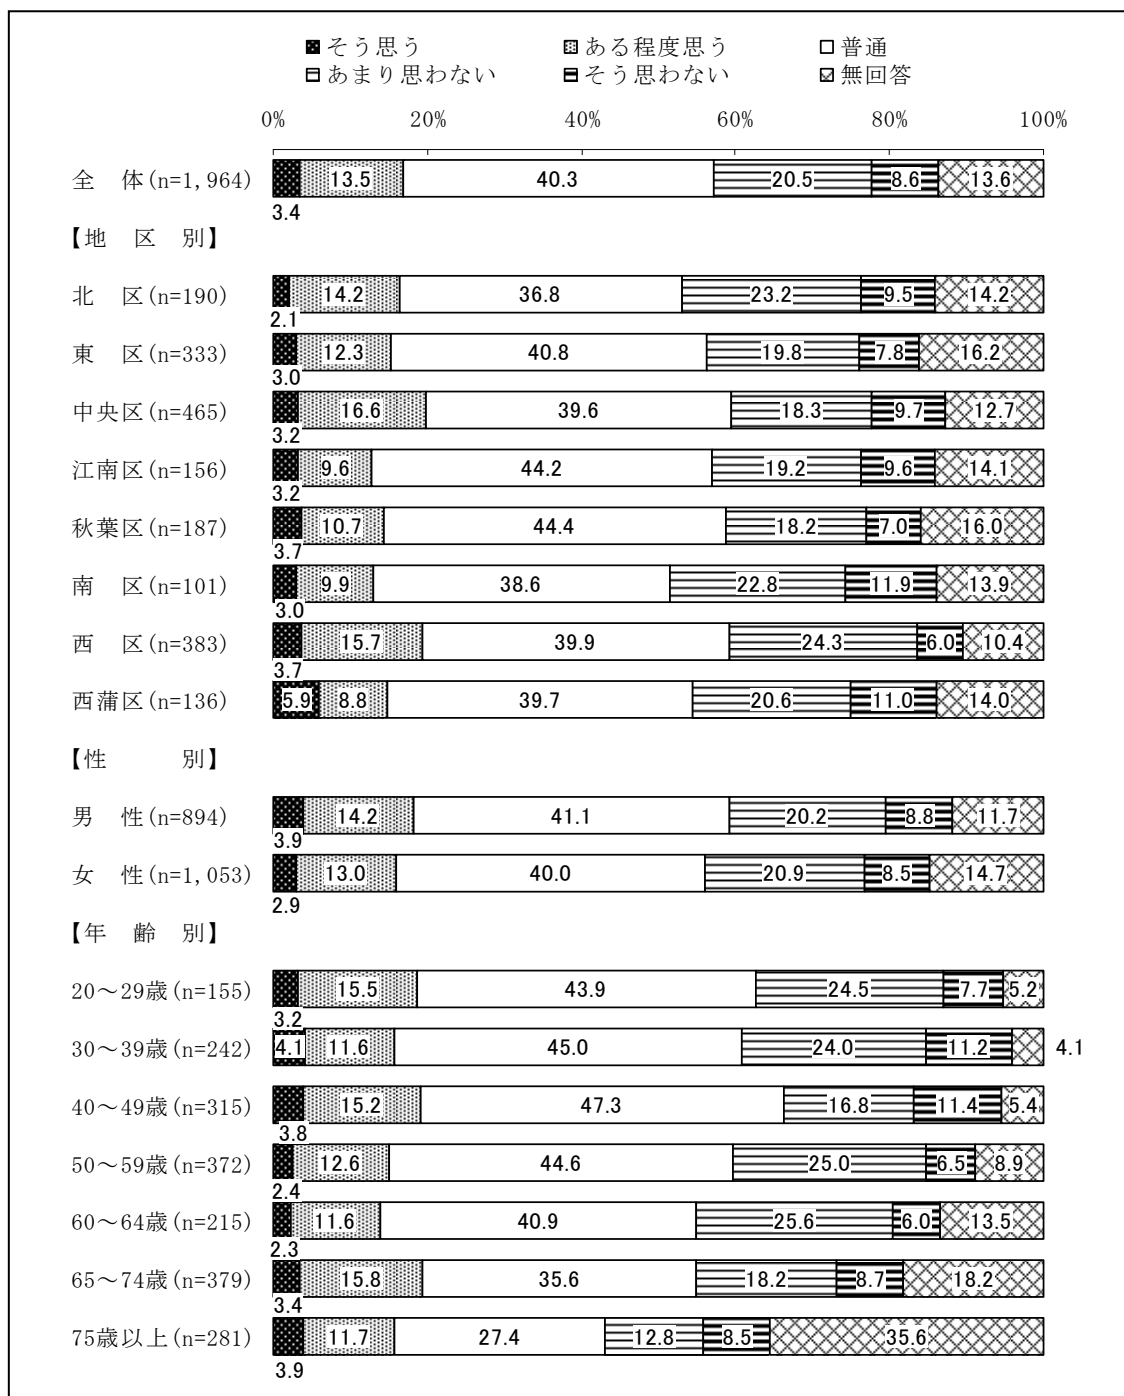 そう思う ある程度思う 普通
あまり思わない そう思わない 無回答
0% 20% 40% 60% 80% 100%
全　体(n=1,964) 13.5 40.3 20.5 8.6 13.6
3.4
【地　区　別】
北　区(n=190) 14.2 36.8 23.2 9.5 14.2
2.1
東　区(n=333) 12.3 40.8 19.8 7.8 16.2
3.0
中央区(n=465) 16.6 39.6 18.3 9.7 12.7
3.2
江南区(n=156) 9.6 44.2 19.2 9.6 14.1
3.2
秋葉区(n=187) 10.7 44.4 18.2 7.0 16.0
3.7
南　区(n=101) 9.9 38.6 22.8 11.9 13.9
3.0
西　区(n=383) 15.7 39.9 24.3 6.0 10.4
3.7
西蒲区(n=136) 5.9 8.8 39.7 20.6 11.0 14.0
【性　　別】
男　性(n=894) 14.2 41.1 20.2 8.8 11.7
3.9
女　性(n=1,053) 13.0 40.0 20.9 8.5 14.7
2.9
【年　齢　別】
20～29歳(n=155) 15.5 43.9 24.5 7.7 5.2
3.2
30～39歳(n=242) 4.1 11.6 45.0 24.0 11.2 4.1
40～49歳(n=315) 15.2 47.3 16.8 11.4 5.4
3.8
50～59歳(n=372) 12.6 44.6 25.0 6.5 8.9
2.4
60～64歳(n=215) 11.6 40.9 25.6 6.0 13.5
2.3
65～74歳(n=379) 15.8 35.6 18.2 8.7 18.2
3.4
75歳以上(n=281) 11.7 27.4 12.8 8.5 35.6
3.9